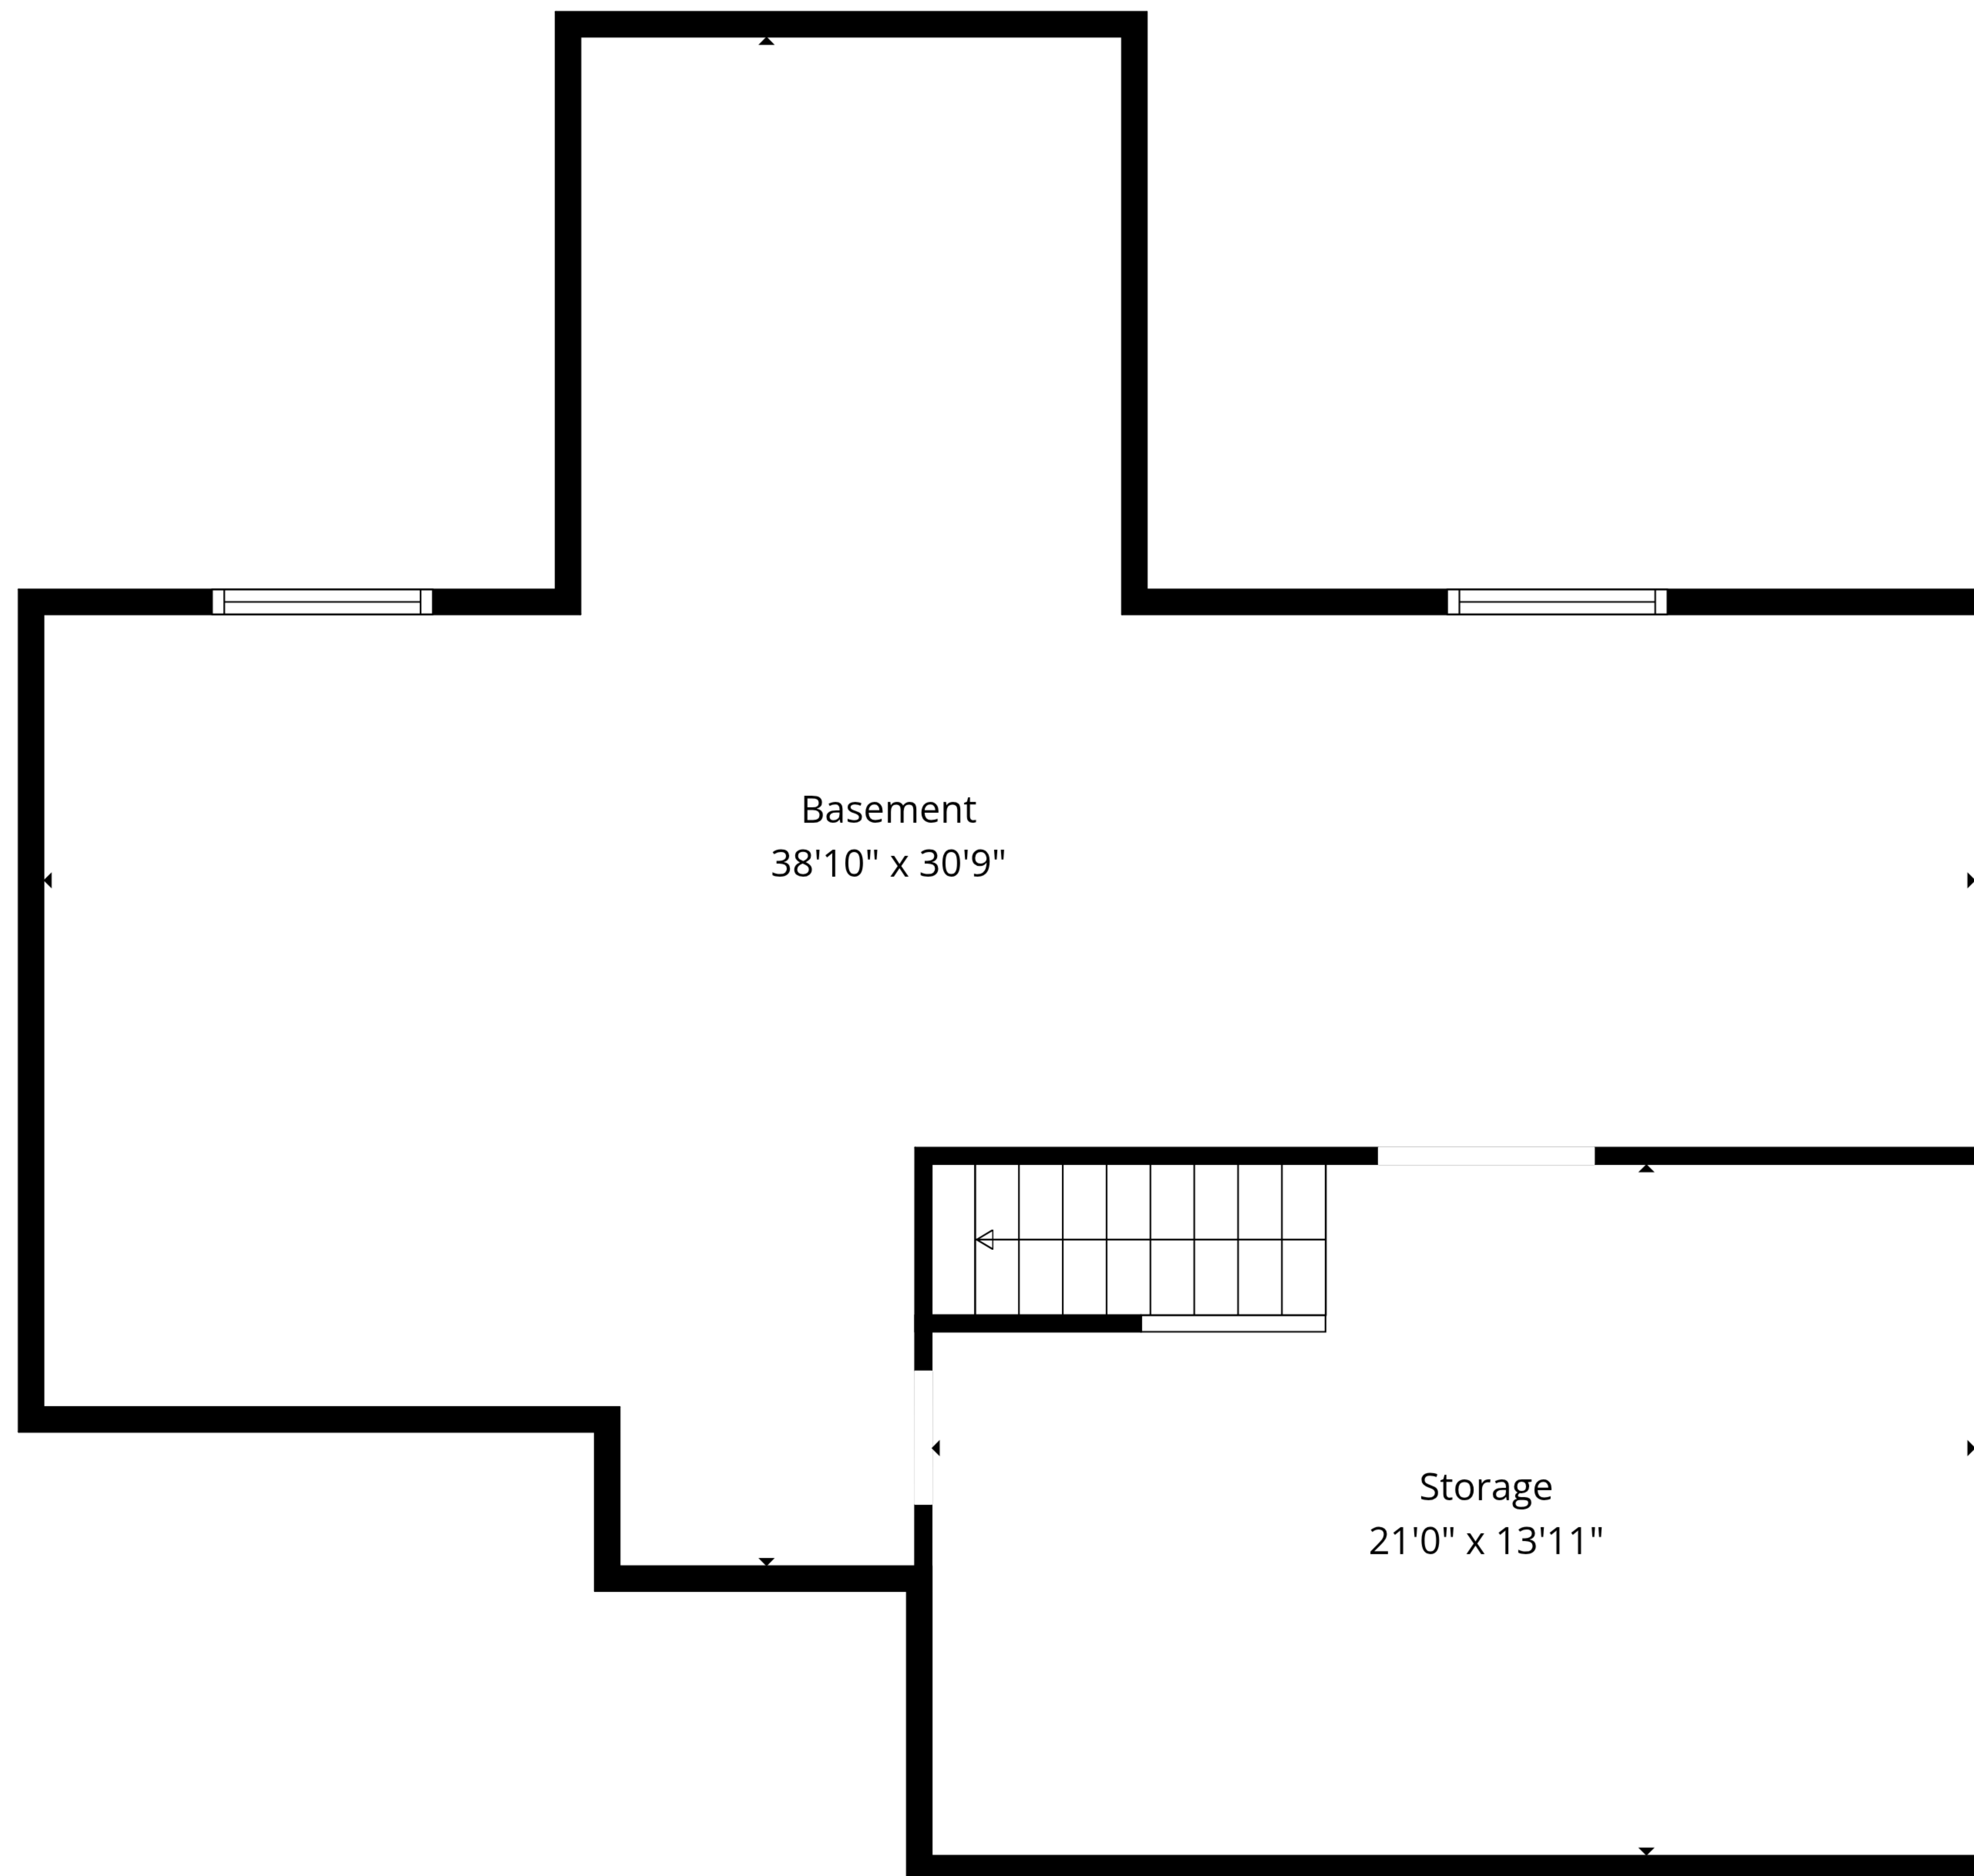 Basement
38'10" x 30'9"
Storage
21'0" x 13'11"